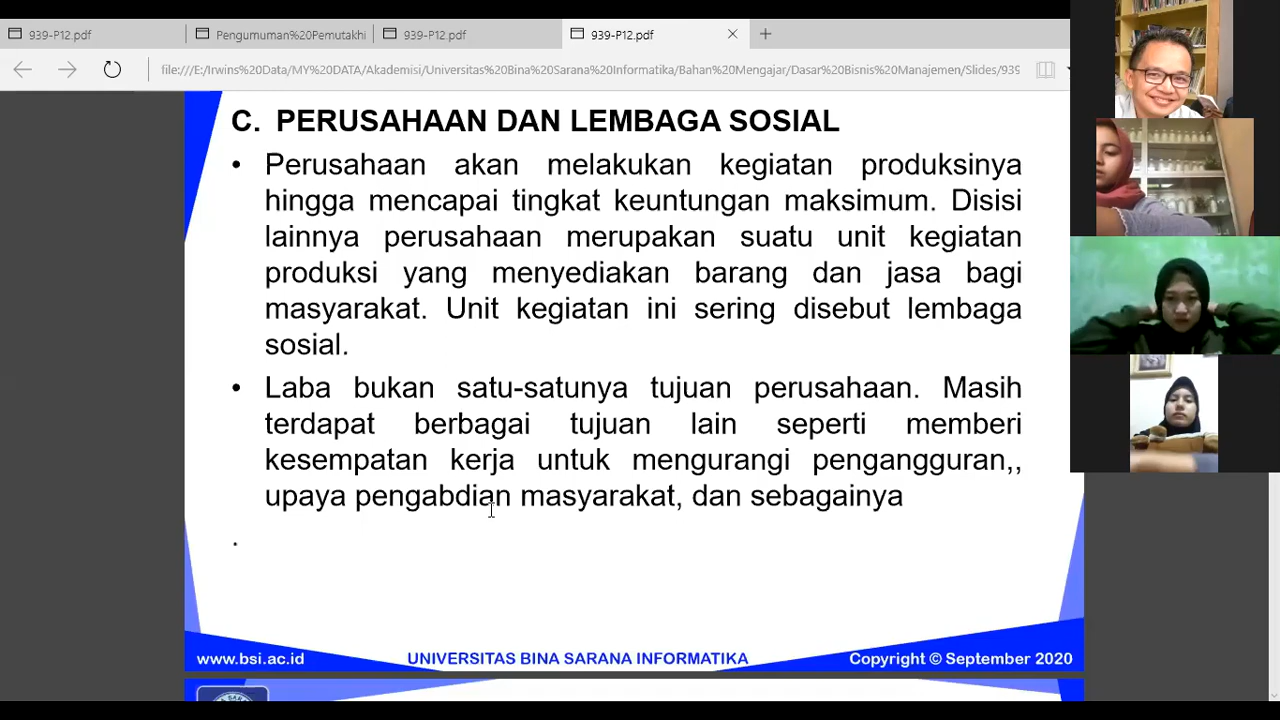 939-P12.pdf
Pengumuman%20Pemutakhi
939-P12.pdf
939-P12.pdf
file:///E:/Irwins%20Data/MY%20DATA/Akademisi/Universitas%20Bina%20Sarana%20Informatika/Bahan%20Mengajar/Dasar%20Bisnis%20Manajemen/Slides/939
C. PERUSAHAAN DAN LEMBAGA SOSIAL
• Perusahaan akan melakukan kegiatan produksinya
hingga mencapai tingkat keuntungan maksimum. Disisi
lainnya perusahaan merupakan suatu unit kegiatan
produksi yang menyediakan barang dan jasa bagi
masyarakat. Unit kegiatan ini sering disebut lembaga
sosial.
• Laba bukan satu-satunya tujuan perusahaan. Masih
terdapat berbagai tujuan lain seperti memberi
kesempatan kerja untuk mengurangi pengangguran,,
upaya pengabdian masyarakat, dan sebagainya
.
www.bsi.ac.id UNIVERSITAS BINA SARANA INFORMATIKA Copyright © September 2020